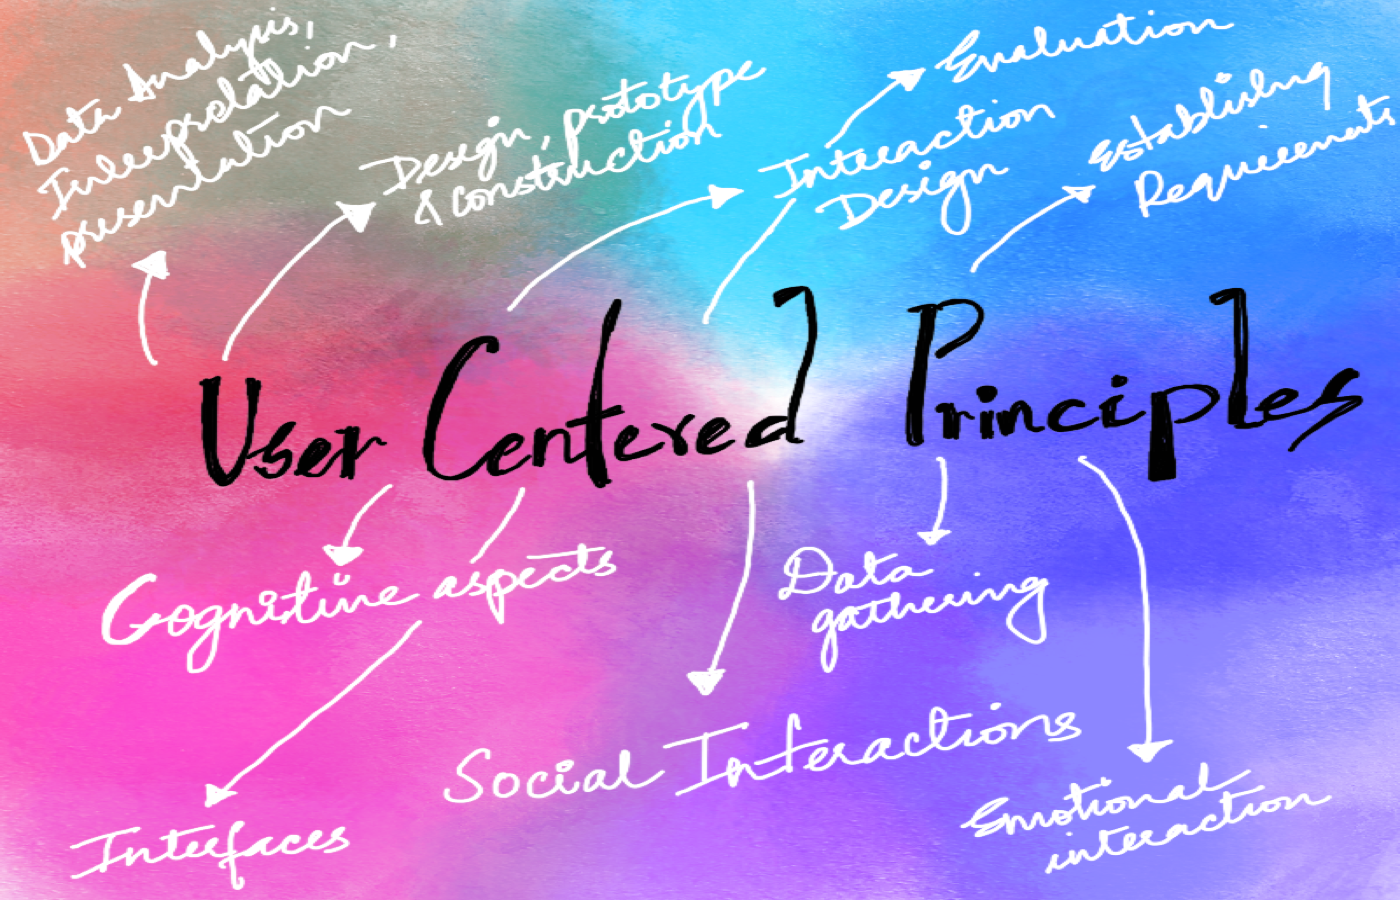 Data Analysis,
Interpretation,
presentation
Design, prototype
& construction
Interaction
Design
Evaluation
Establishing
Requirements
User Centered Principles
Cognitive aspects
Data
gathering
Social Interactions
Interfaces
Emotional
interaction